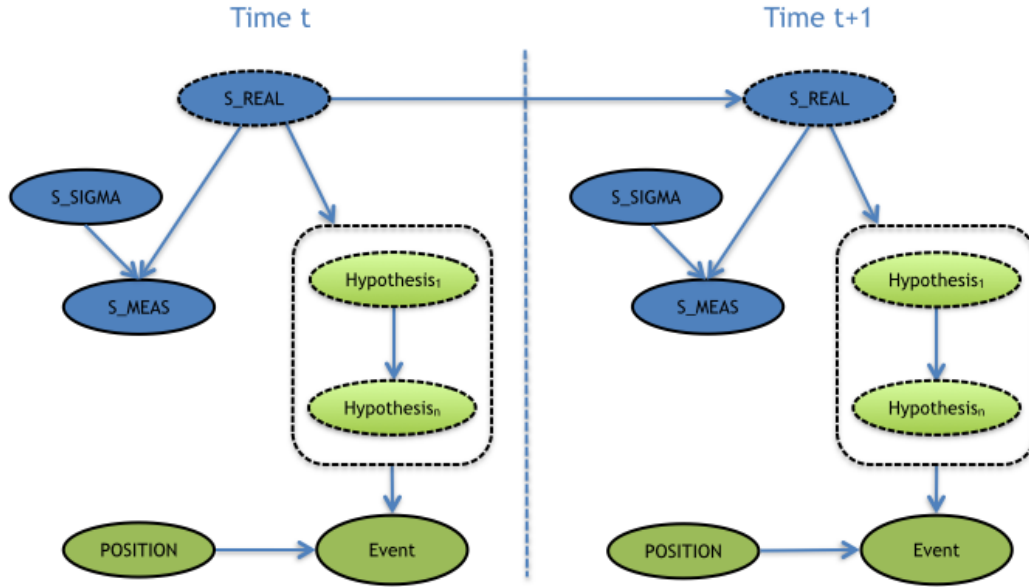 Time t
Time t+1
S_REAL
S_REAL
S_SIGMA
S_SIGMA
Hypothesis₁
Hypothesis₁
S_MEAS
S_MEAS
Hypothesisₙ
Hypothesisₙ
POSITION
Event
POSITION
Event